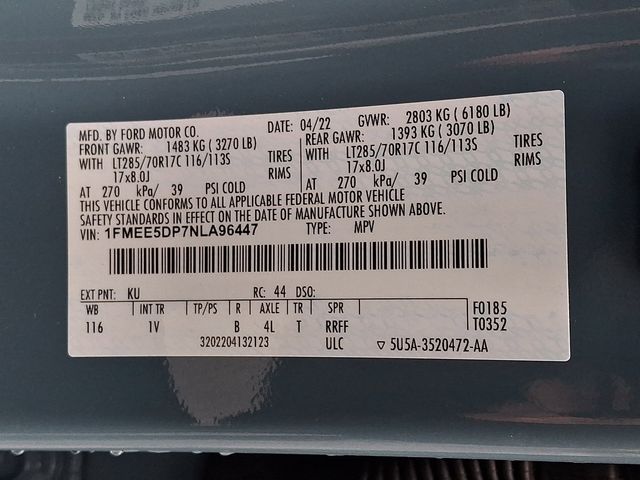 MFD. BY FORD MOTOR CO. DATE: 04/22 GVWR: 2803 KG ( 6180 LB)
FRONT GAWR: 1483 KG ( 3270 LB) REAR GAWR: 1393 KG ( 3070 LB)
WITH LT285/70R17C 116/113S TIRES WITH LT285/70R17C 116/113S TIRES
17x8.0J RIMS 17x8.0J RIMS
AT 270 kPa/ 39 PSI COLD AT 270 kPa/ 39 PSI COLD
THIS VEHICLE CONFORMS TO ALL APPLICABLE FEDERAL MOTOR VEHICLE
SAFETY STANDARDS IN EFFECT ON THE DATE OF MANUFACTURE SHOWN ABOVE.
VIN: 1FMEE5DP7NLA96447 TYPE: MPV
EXT PNT: KU RC: 44 DSO:
WB INT TR TP/PS R AXLE TR SPR F0185
116 1V B 4L T RRFF T0352
3202204132123 ULC ▽ 5U5A-3520472-AA